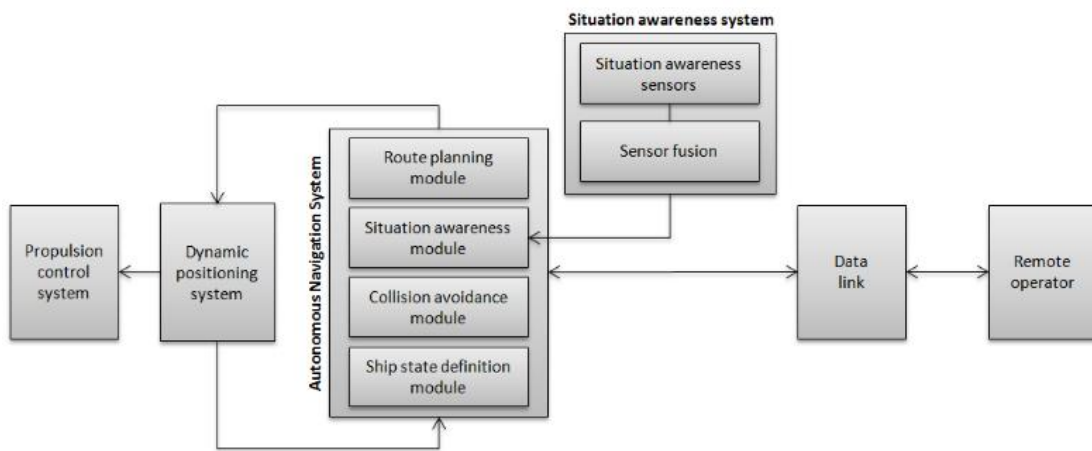 Situation awareness system
Situation awareness
sensors
Sensor fusion
Autonomous Navigation System
Route planning
module
Situation awareness
module
Collision avoidance
module
Ship state definition
module
Propulsion
control
system
Dynamic
positioning
system
Data
link
Remote
operator